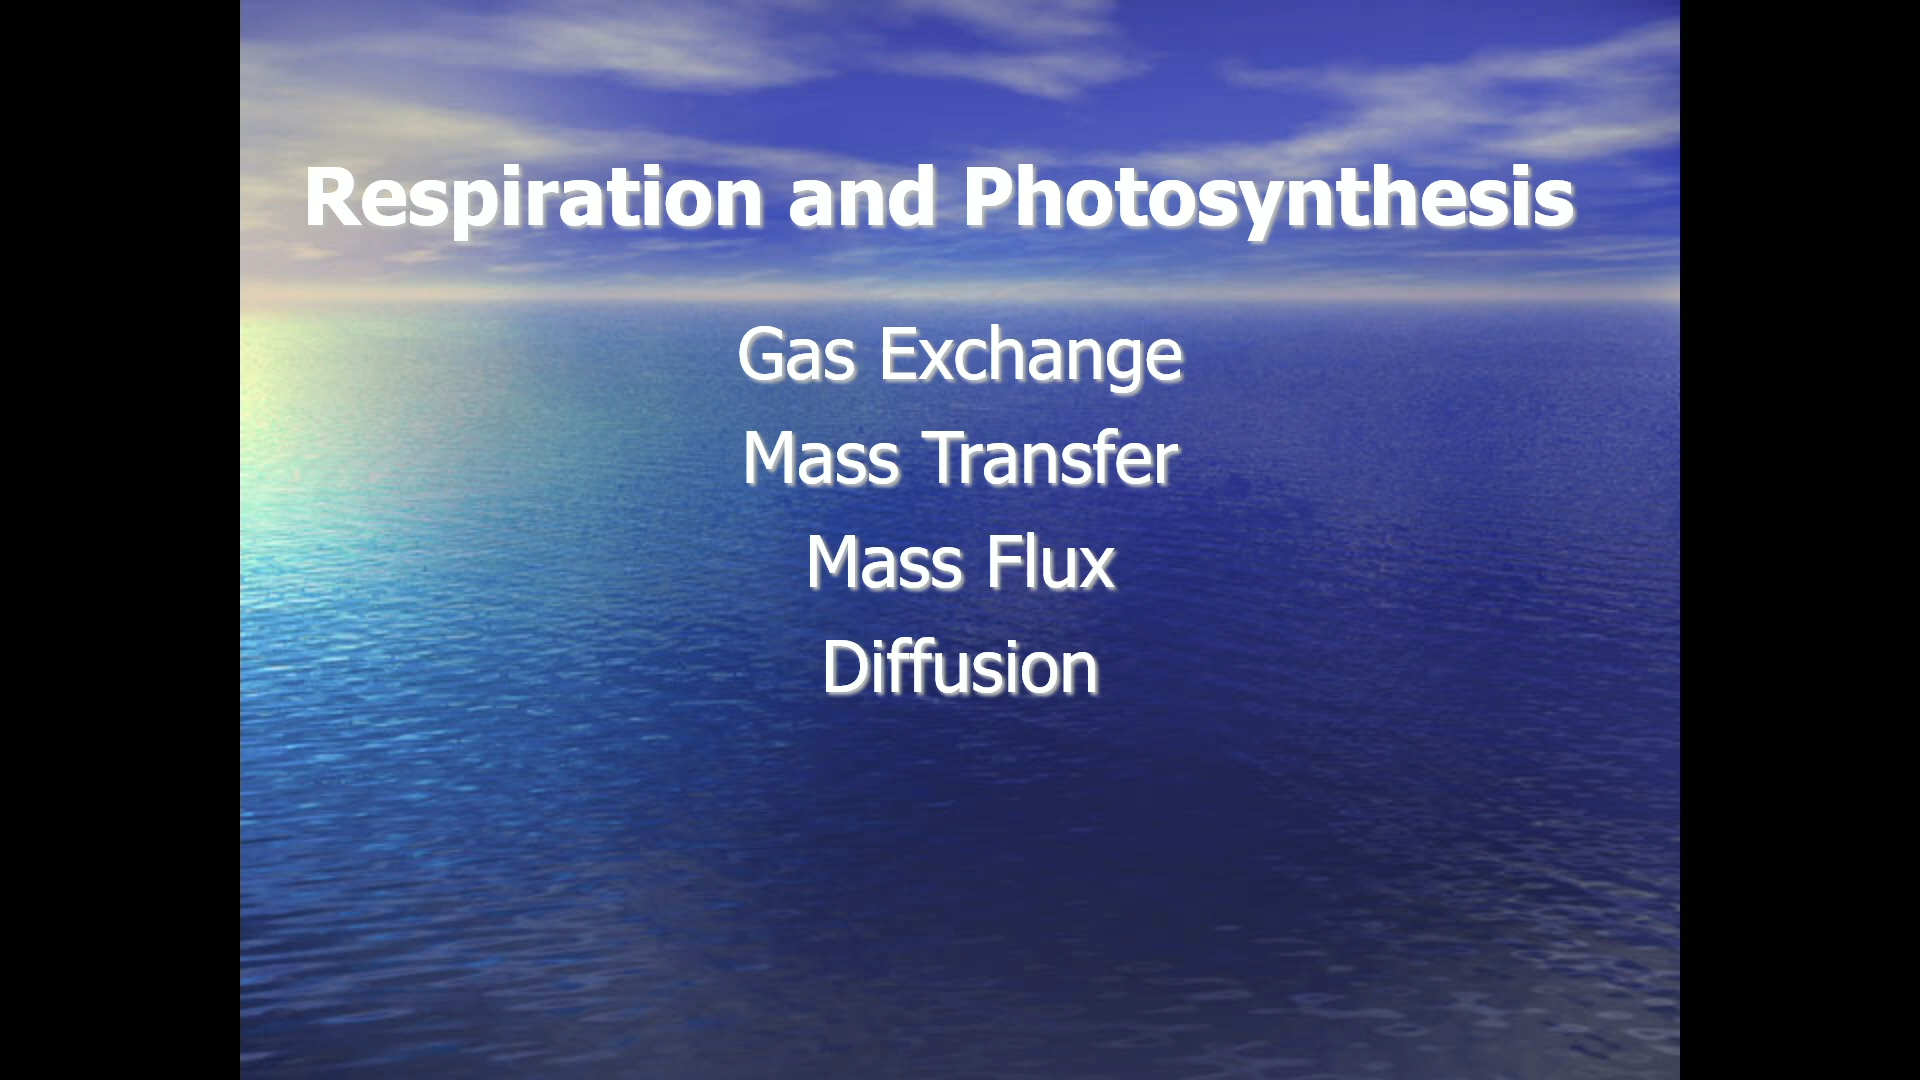 Respiration and Photosynthesis
Gas Exchange
Mass Transfer
Mass Flux
Diffusion